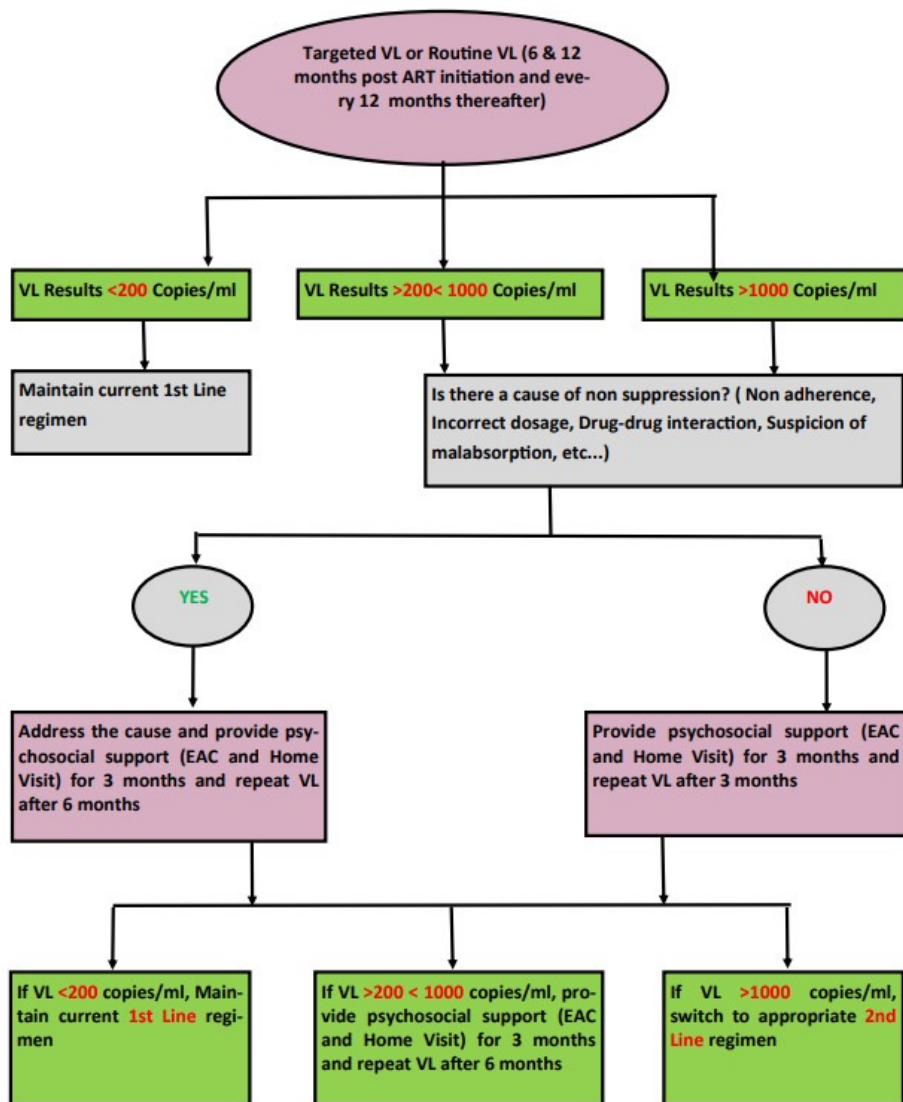 Targeted VL or Routine VL (6 & 12
months post ART initiation and eve-
ry 12 months thereafter)
VL Results <200 Copies/ml
VL Results >200< 1000 Copies/ml
VL Results >1000 Copies/ml
Maintain current 1st Line
regimen
Is there a cause of non suppression? ( Non adherence,
Incorrect dosage, Drug-drug interaction, Suspicion of
malabsorption, etc...)
YES
NO
Address the cause and provide psy-
chosocial support (EAC and Home
Visit) for 3 months and repeat VL
after 6 months
Provide psychosocial support (EAC
and Home Visit) for 3 months and
repeat VL after 3 months
If VL <200 copies/ml, Main-
tain current 1st Line regi-
men
If VL >200 < 1000 copies/ml, pro-
vide psychosocial support (EAC
and Home Visit) for 3 months
and repeat VL after 6 months
If VL >1000 copies/ml,
switch to appropriate 2nd
Line regimen